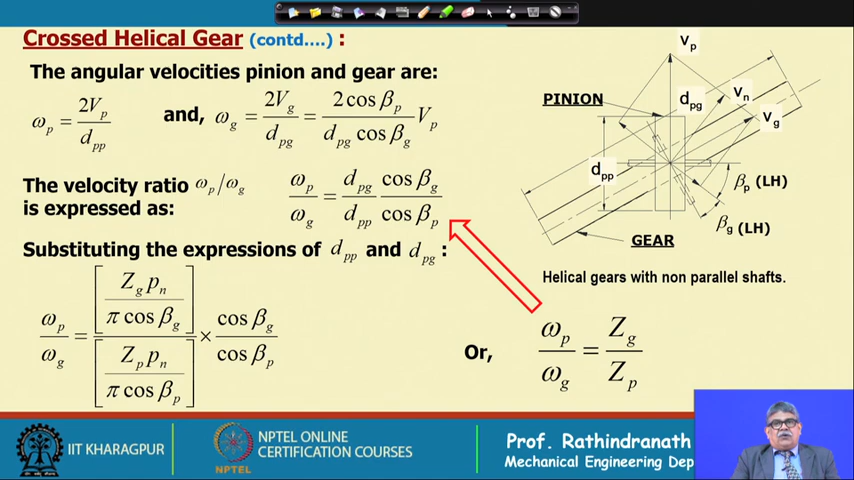 Crossed Helical Gear (contd....) :
The angular velocities pinion and gear are:
ω_p = 2V_p / d_pp and, ω_g = 2V_g / d_pg = 2 cos β_p / (d_pg cos β_g) V_p
The velocity ratio ω_p/ω_g is expressed as: ω_p / ω_g = (d_pg / d_pp) (cos β_g / cos β_p)
Substituting the expressions of d_pp and d_pg :
ω_p / ω_g = [Z_g p_n / π cos β_g] / [Z_p p_n / π cos β_p] × cos β_g / cos β_p
Or, ω_p / ω_g = Z_g / Z_p
V_p
V_n
V_g
PINION
d_pg
d_pp
β_p (LH)
β_g (LH)
GEAR
Helical gears with non parallel shafts.
IIT KHARAGPUR
NPTEL
NPTEL ONLINE
CERTIFICATION COURSES
Prof. Rathindranath
Mechanical Engineering Dep